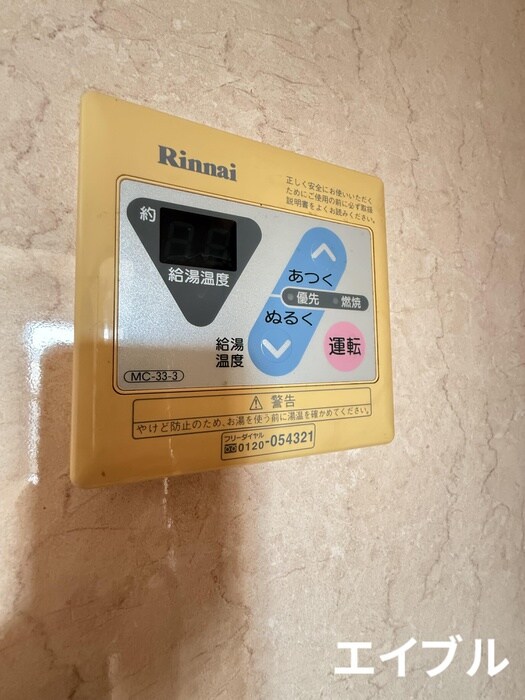 Rinnai
正しく安全にお使いいただく
ためにご使用の前に必ず取扱
説明書をよくお読みください。
約
給湯温度
あつく
優先 燃焼
ぬるく
給湯
温度
運転
MC-33-3
⚠ 警告
やけど防止のため、お湯を使う前に湯温を確かめてください。
フリーダイヤル
0120-054321
エイブル